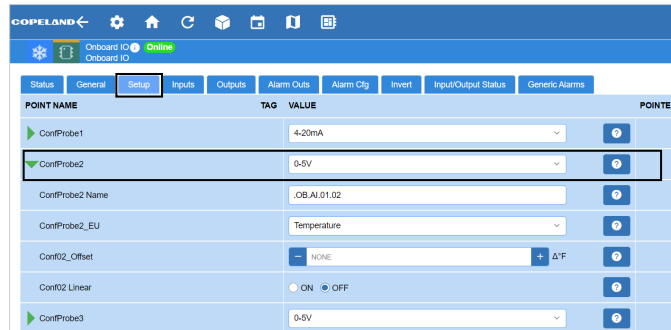 COPELAND
Onboard IO i Online
Onboard IO
Status General Setup Inputs Outputs Alarm Outs Alarm Cfg Invert Input/Output Status Generic Alarms
POINT NAME TAG VALUE POINTE
ConfProbe1 4-20mA ?
ConfProbe2 0-5V ?
ConfProbe2 Name .OB.AI.01.02 ?
ConfProbe2_EU Temperature ?
Conf02_Offset − NONE + Δ°F ?
Conf02 Linear ON OFF ?
ConfProbe3 0-5V ?